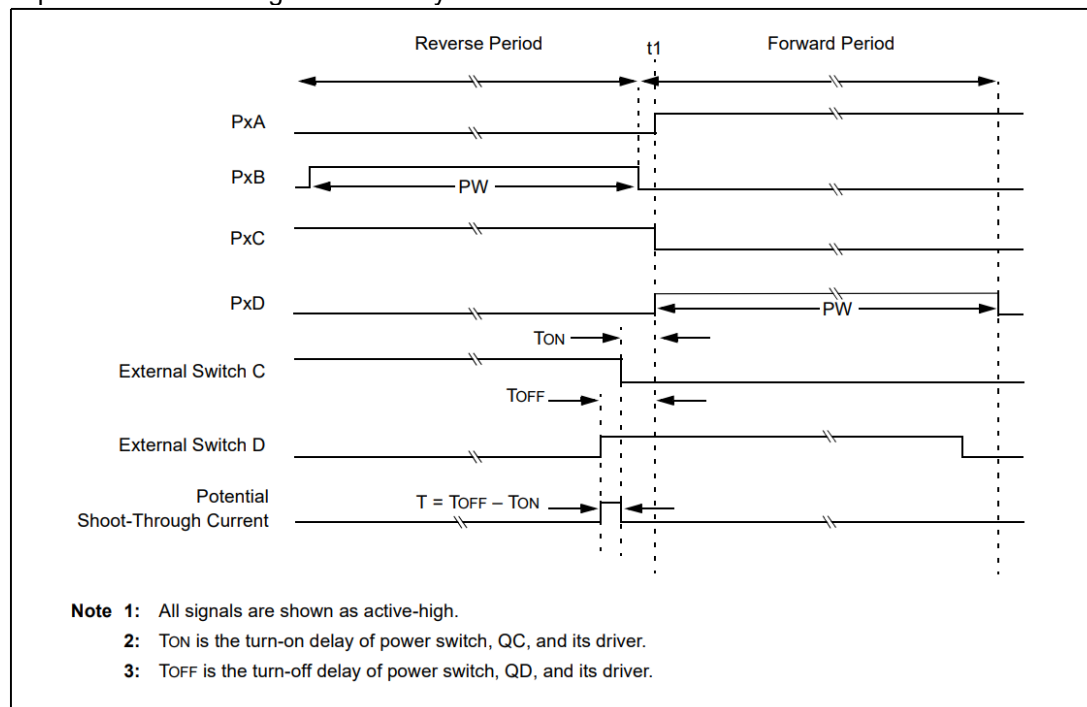 Reverse Period t1 Forward Period
PxA
PxB
PW
PxC
PxD
PW
TON
External Switch C
TOFF
External Switch D
Potential
Shoot-Through Current
T = TOFF – TON
Note 1: All signals are shown as active-high.
2: TON is the turn-on delay of power switch, QC, and its driver.
3: TOFF is the turn-off delay of power switch, QD, and its driver.